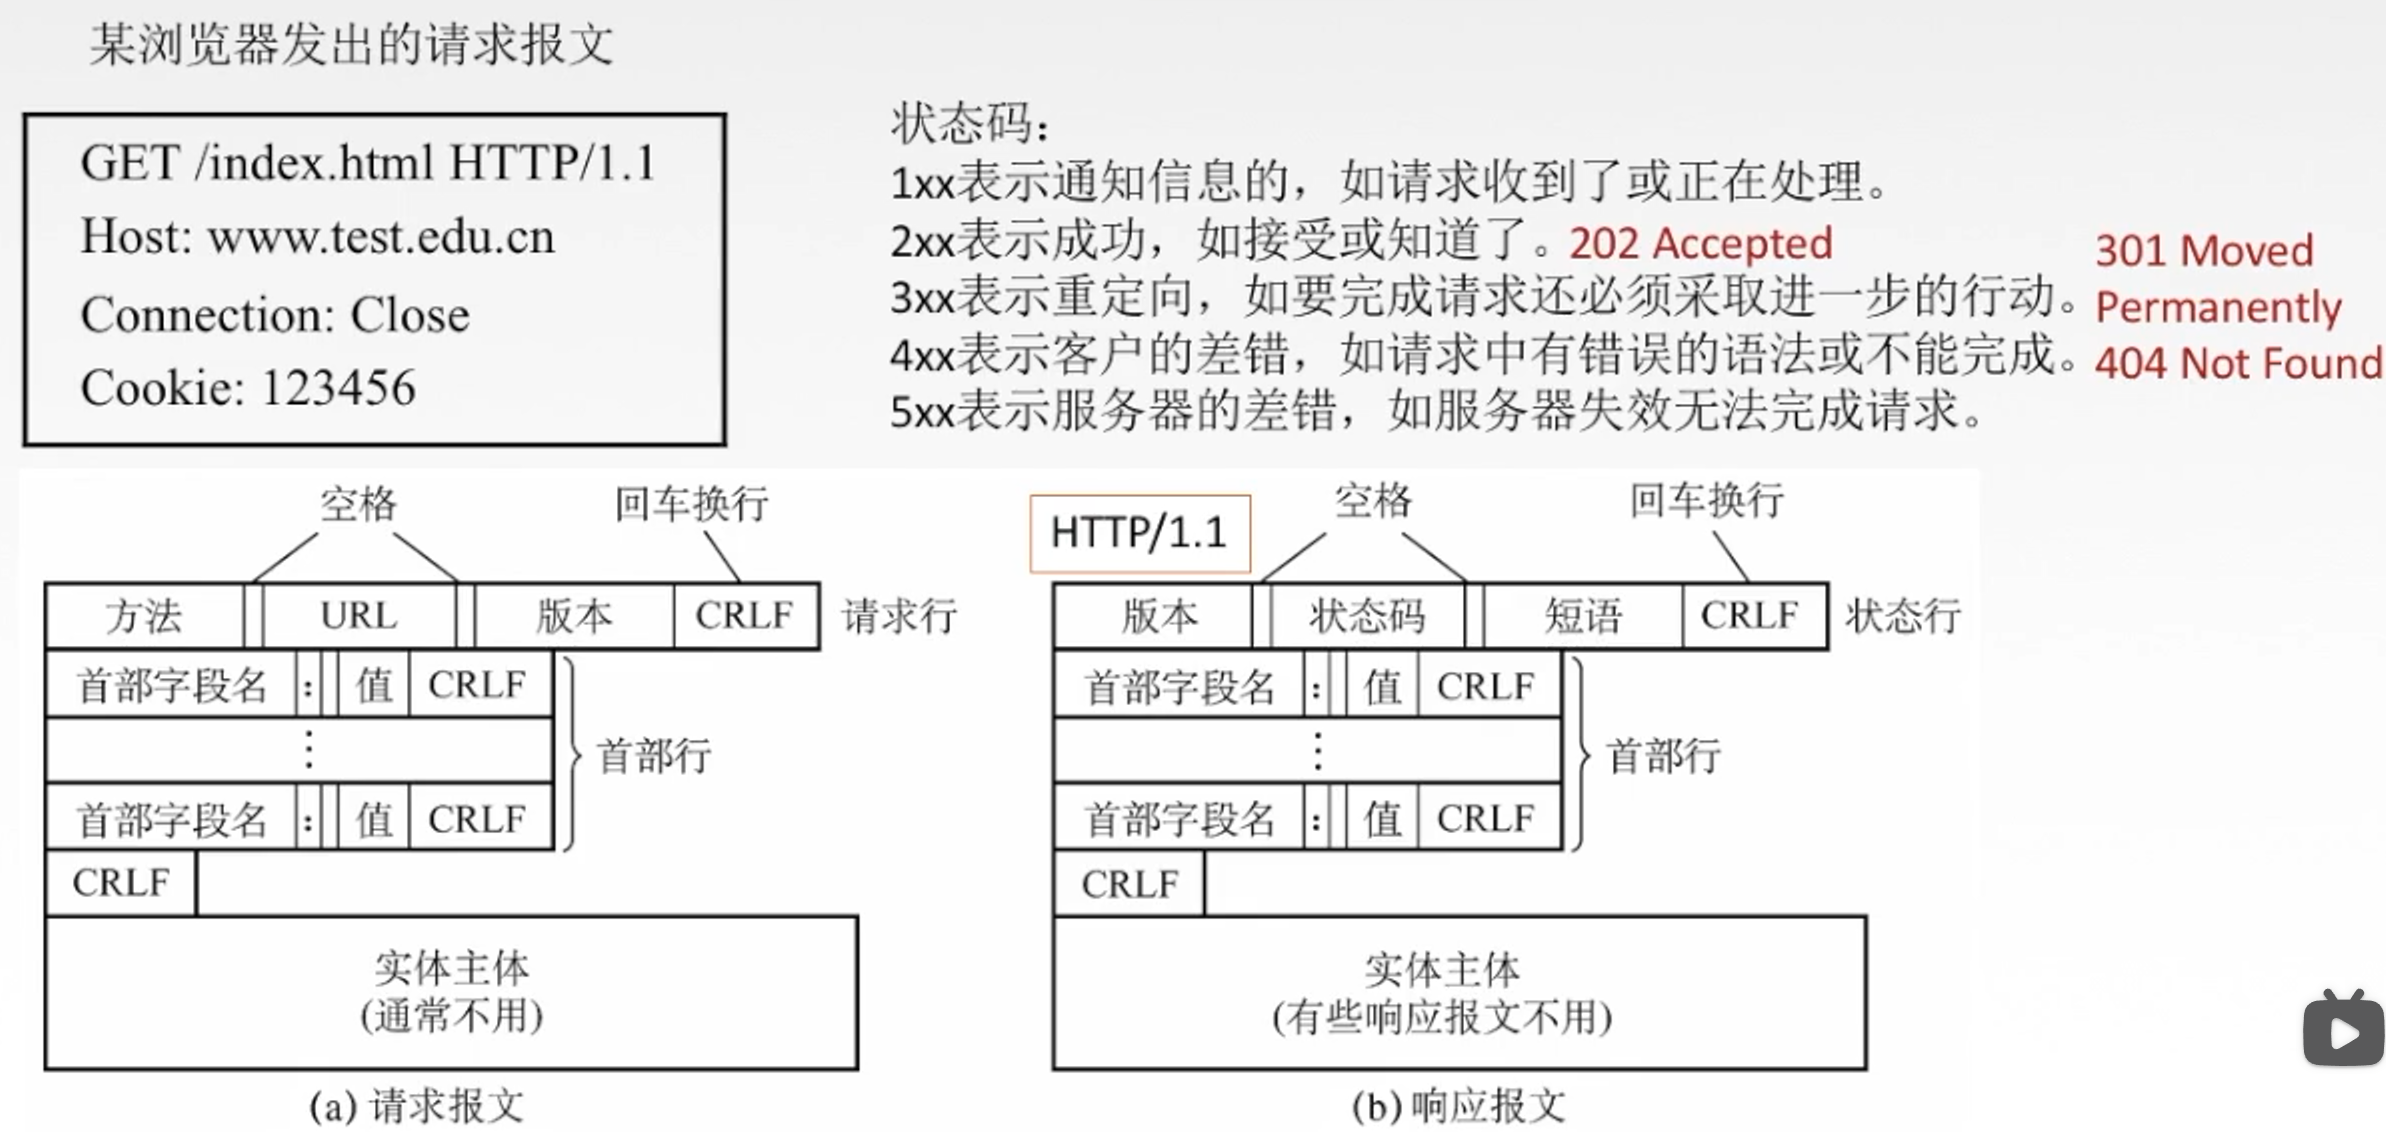 某浏览器发出的请求报文
GET /index.html HTTP/1.1
Host: www.test.edu.cn
Connection: Close
Cookie: 123456
状态码：
1xx表示通知信息的，如请求收到了或正在处理。
2xx表示成功，如接受或知道了。202 Accepted
3xx表示重定向，如要完成请求还必须采取进一步的行动。
4xx表示客户的差错，如请求中有错误的语法或不能完成。
5xx表示服务器的差错，如服务器失效无法完成请求。
301 Moved
Permanently
404 Not Found
空格 回车换行
方法 URL 版本 CRLF 请求行
首部字段名 : 值 CRLF
⋮ 首部行
首部字段名 : 值 CRLF
CRLF
实体主体
(通常不用)
(a) 请求报文
HTTP/1.1 空格 回车换行
版本 状态码 短语 CRLF 状态行
首部字段名 : 值 CRLF
⋮ 首部行
首部字段名 : 值 CRLF
CRLF
实体主体
(有些响应报文不用)
(b) 响应报文